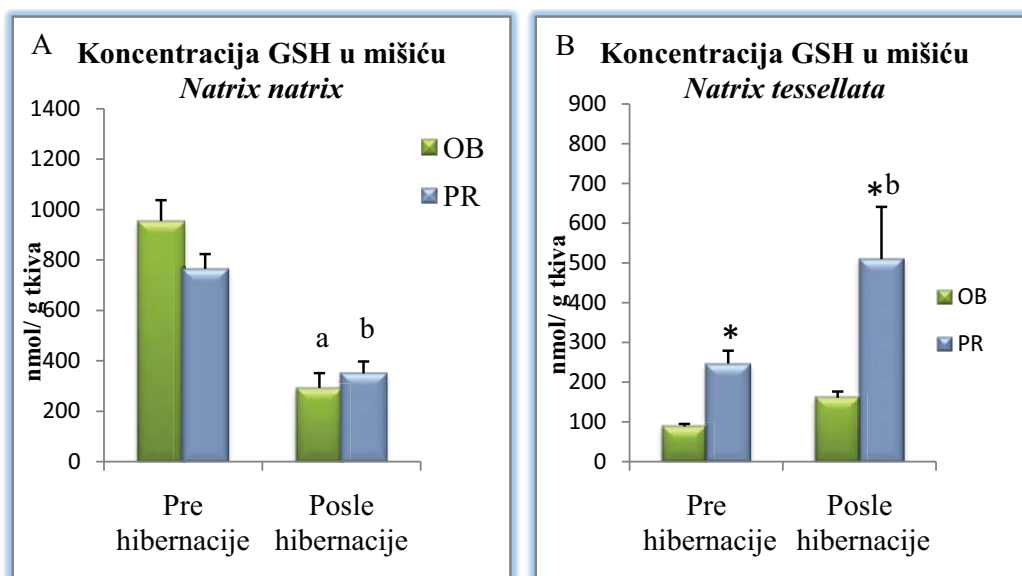 A
Koncentracija GSH u mišiću
Natrix natrix
nmol/ g tkiva
1400
1200
1000
800
600
400
200
0
OB
PR
a
b
Pre
hibernacije
Posle
hibernacije
B
Koncentracija GSH u mišiću
Natrix tessellata
nmol/ g tkiva
900
800
700
600
500
400
300
200
100
0
*
*b
OB
PR
Pre
hibernacije
Posle
hibernacije